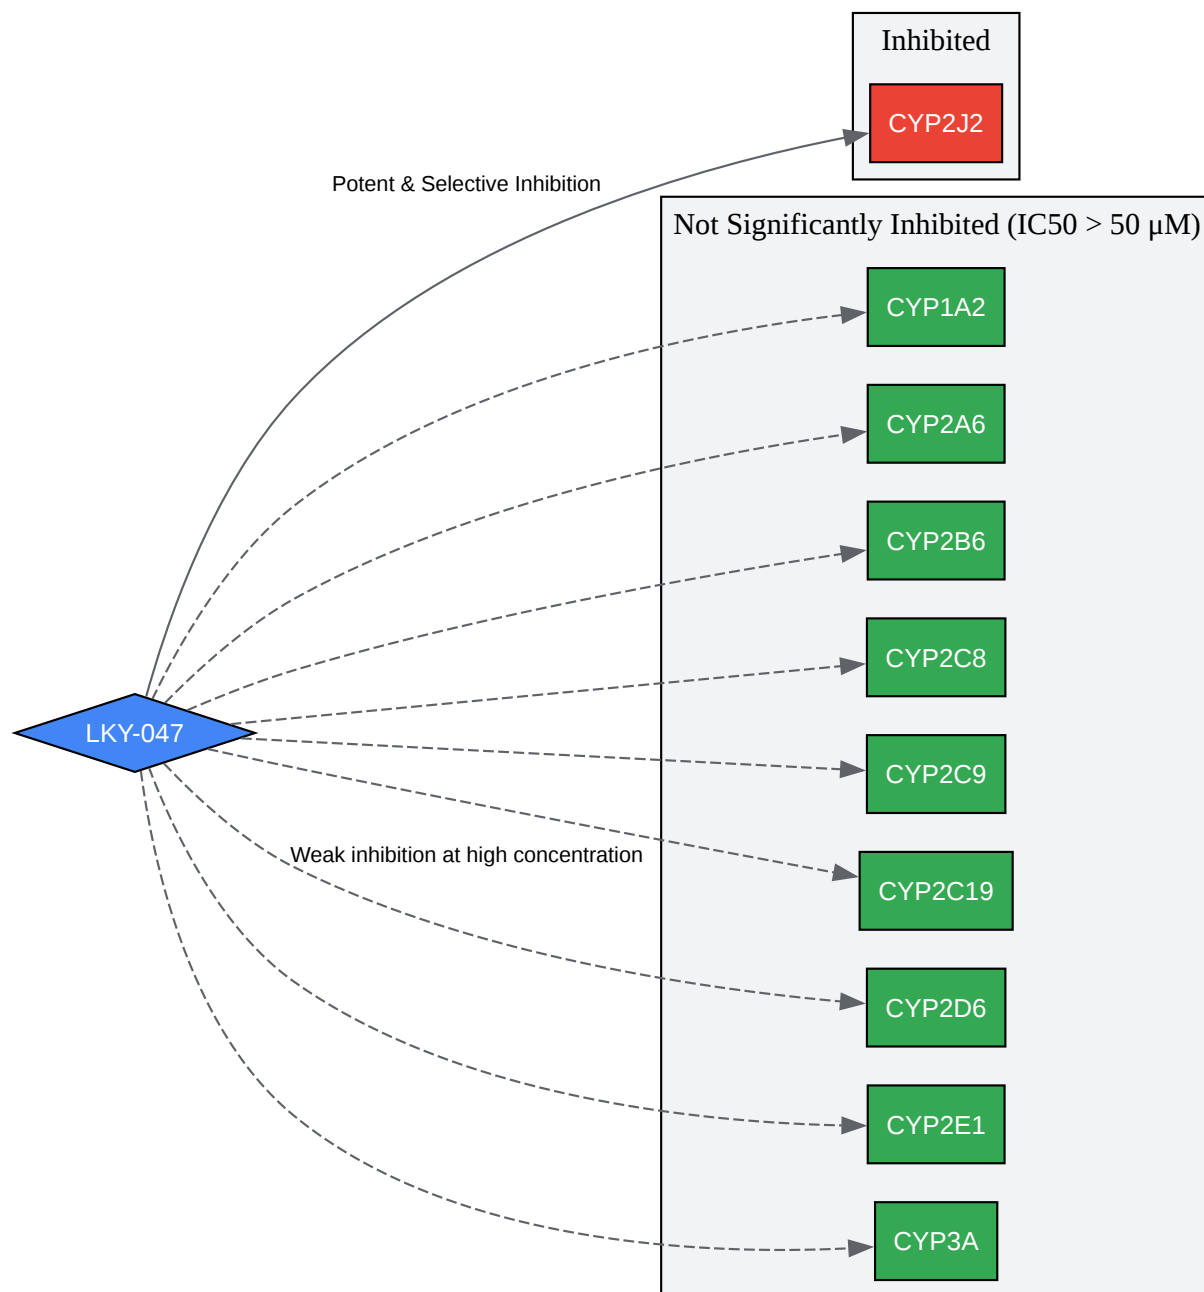 Inhibited
CYP2J2
Potent & Selective Inhibition
Not Significantly Inhibited (IC50 > 50 μM)
CYP1A2
CYP2A6
CYP2B6
CYP2C8
LKY-047
CYP2C9
Weak inhibition at high concentration
CYP2C19
CYP2D6
CYP2E1
CYP3A